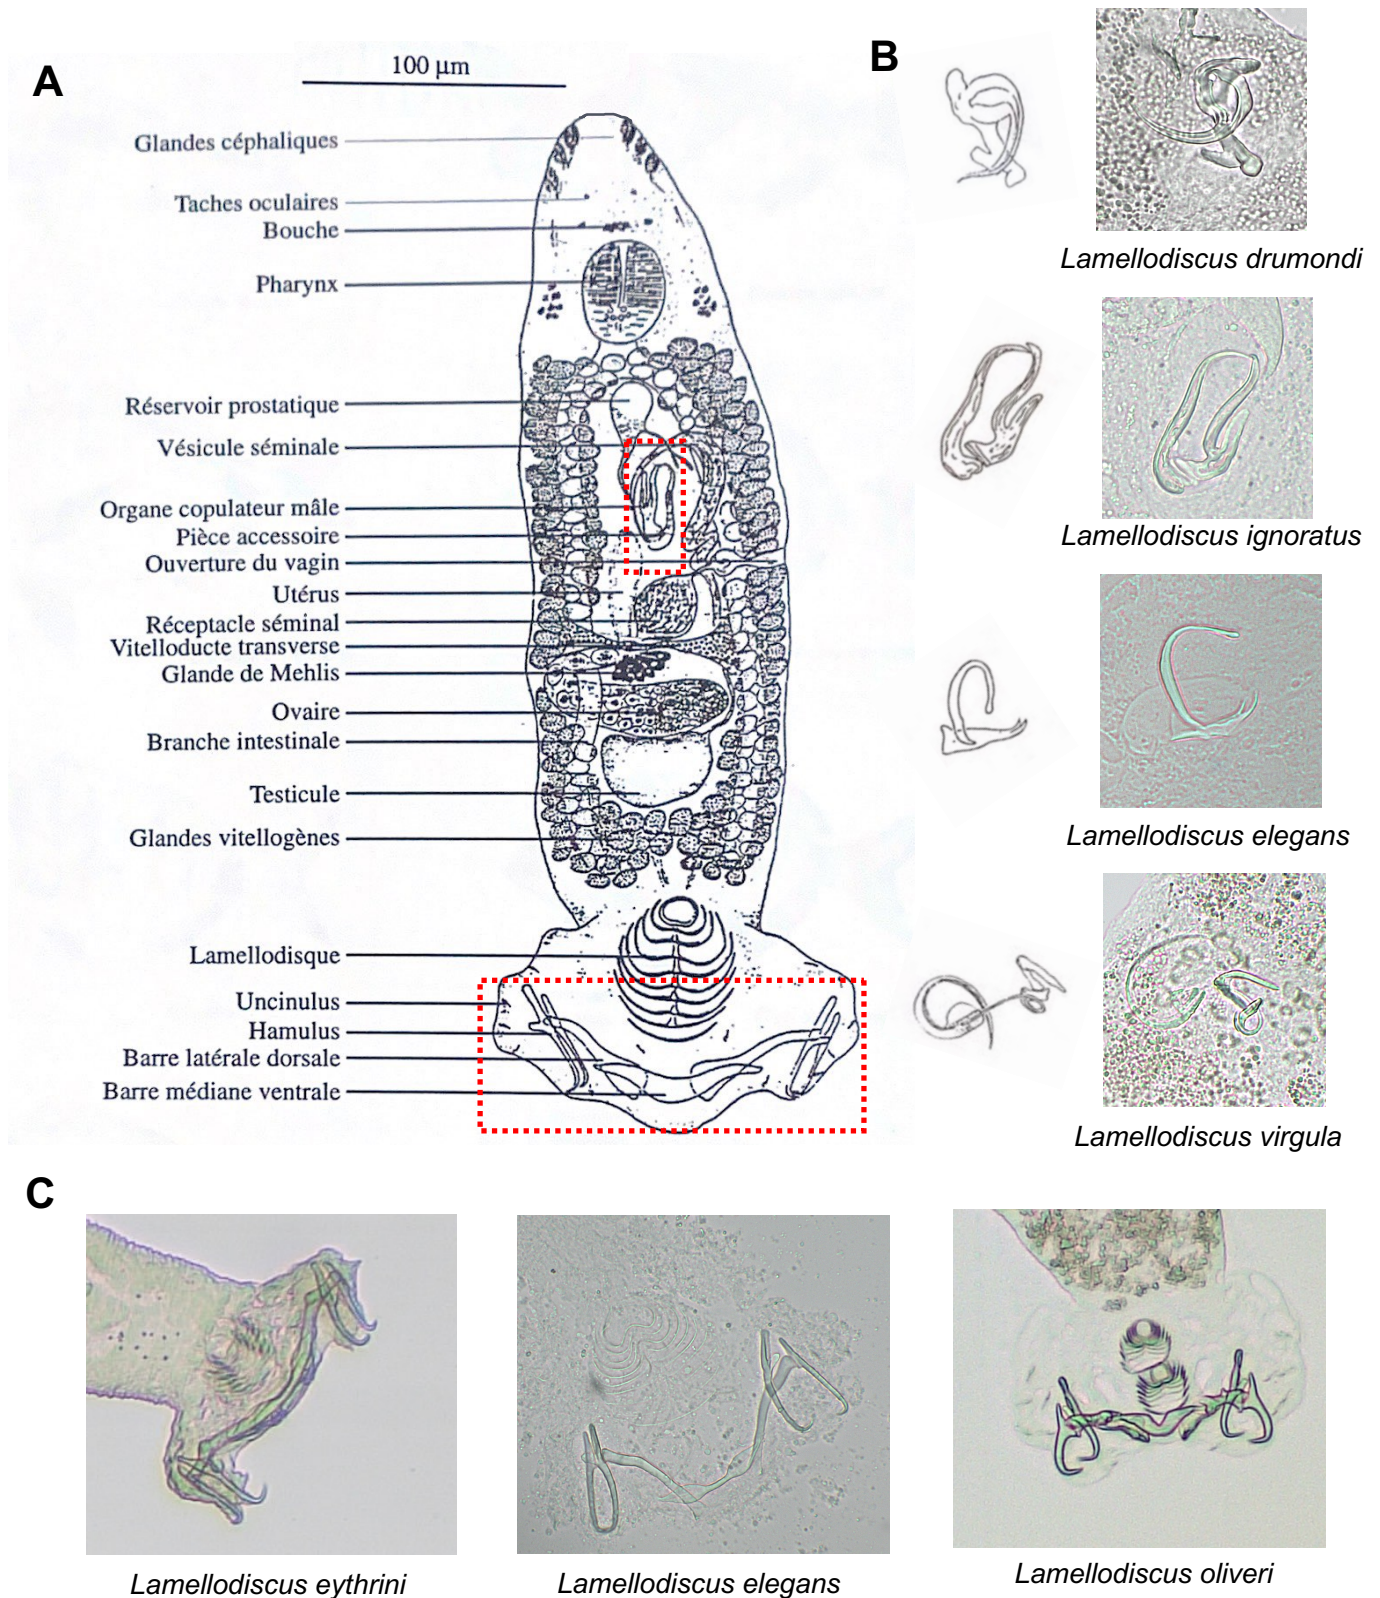 A
100 µm
Glandes céphaliques
Taches oculaires
Bouche
Pharynx
Réservoir prostatique
Vésicule séminale
Organe copulateur mâle
Pièce accessoire
Ouverture du vagin
Utérus
Réceptacle séminal
Vitelloducte transverse
Glande de Mehlis
Ovaire
Branche intestinale
Testicule
Glandes vitellogènes
Lamellodisque
Uncinulus
Hamulus
Barre latérale dorsale
Barre médiane ventrale
B
Lamellodiscus drumondi
Lamellodiscus ignoratus
Lamellodiscus elegans
Lamellodiscus virgula
C
Lamellodiscus eythrini
Lamellodiscus elegans
Lamellodiscus oliveri